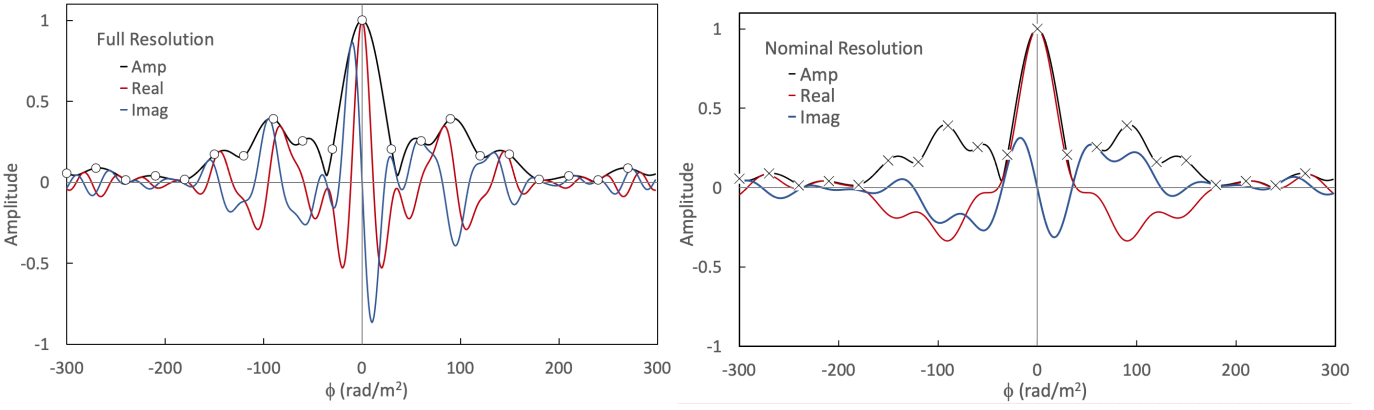 1
0.5
0
-0.5
-1
Amplitude
Full Resolution
Amp
Real
Imag
-300
-200
-100
0
100
200
300
ϕ (rad/m²)
1
0.5
0
-0.5
-1
Amplitude
Nominal Resolution
Amp
Real
Imag
-300
-200
-100
0
100
200
300
ϕ (rad/m²)